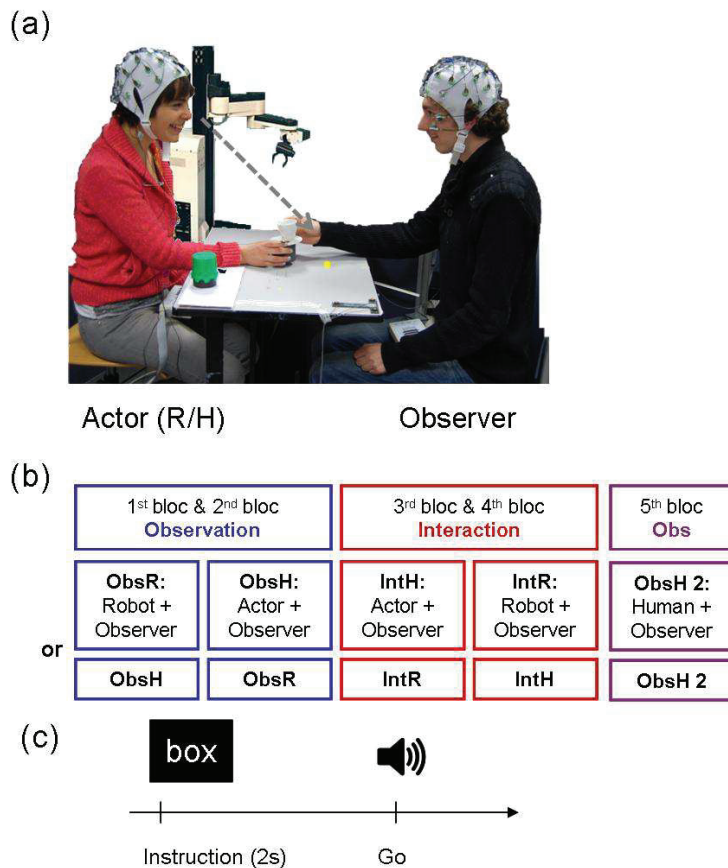 (a)
Actor (R/H) Observer
(b)
1st bloc & 2nd bloc
Observation
3rd bloc & 4th bloc
Interaction
5th bloc
Obs
ObsR:
Robot +
Observer
ObsH:
Actor +
Observer
IntH:
Actor +
Observer
IntR:
Robot +
Observer
ObsH 2:
Human +
Observer
or
ObsH
ObsR
IntR
IntH
ObsH 2
(c)
box
Instruction (2s) Go